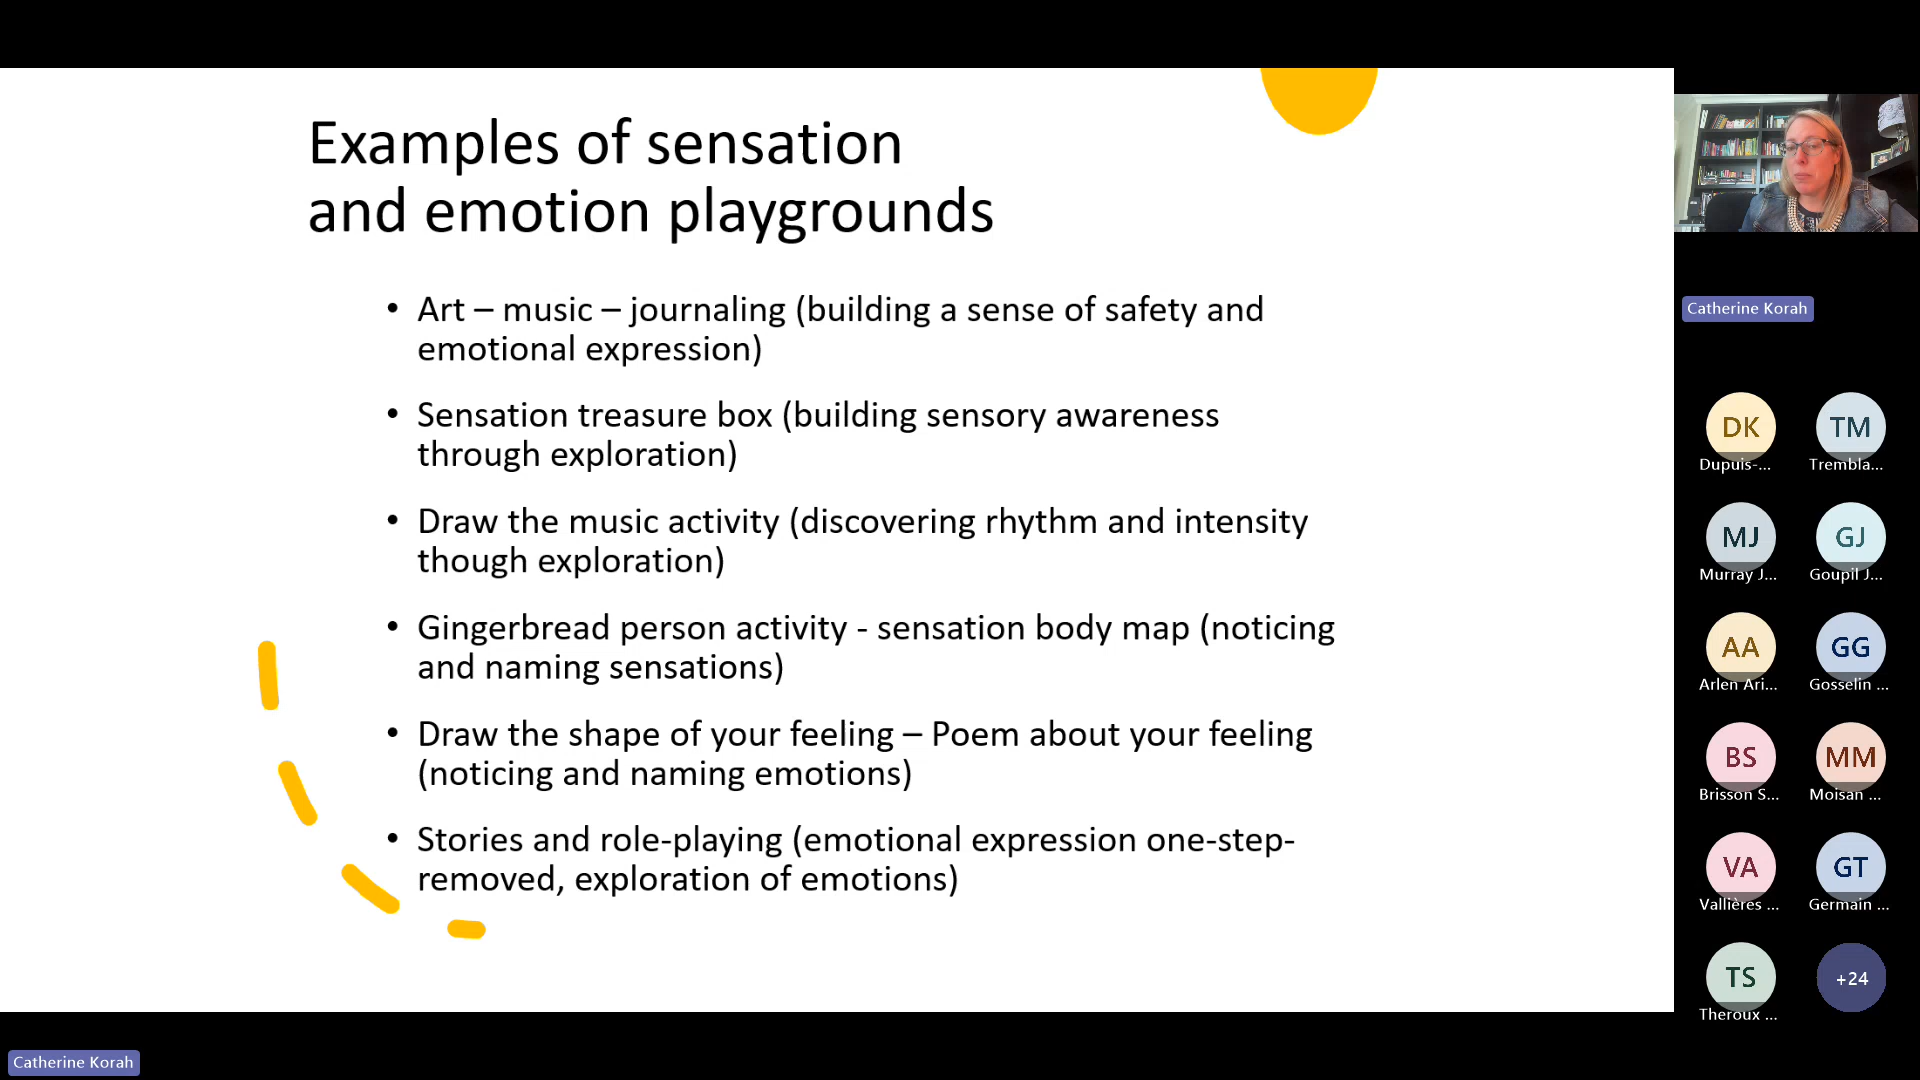 Examples of sensation
and emotion playgrounds
• Art – music – journaling (building a sense of safety and
emotional expression)
• Sensation treasure box (building sensory awareness
through exploration)
• Draw the music activity (discovering rhythm and intensity
though exploration)
• Gingerbread person activity - sensation body map (noticing
and naming sensations)
• Draw the shape of your feeling – Poem about your feeling
(noticing and naming emotions)
• Stories and role-playing (emotional expression one-step-
removed, exploration of emotions)
Catherine Korah
DK
Dupuis-...
TM
Trembla...
MJ
Murray J...
GJ
Goupil J...
AA
Arlen Ari...
GG
Gosselin ...
BS
Brisson S...
MM
Moisan ...
VA
Vallières ...
GT
Germain ...
TS
Theroux ...
+24
Catherine Korah